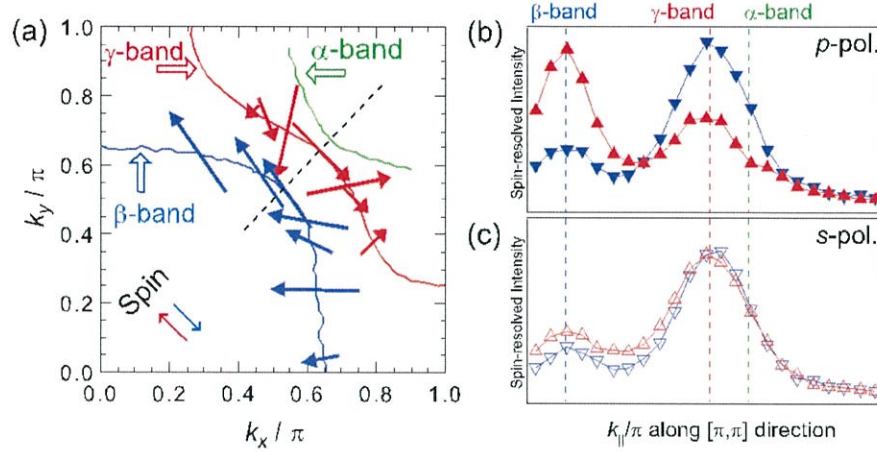 (a)
1.0
0.8
0.6
0.4
0.2
0.0
k_y / π
γ-band
α-band
β-band
Spin
0.0 0.2 0.4 0.6 0.8 1.0
k_x / π
β-band γ-band α-band
(b)
p-pol.
Spin-resolved Intensity
(c)
s-pol.
Spin-resolved Intensity
k_||/π along [π,π] direction